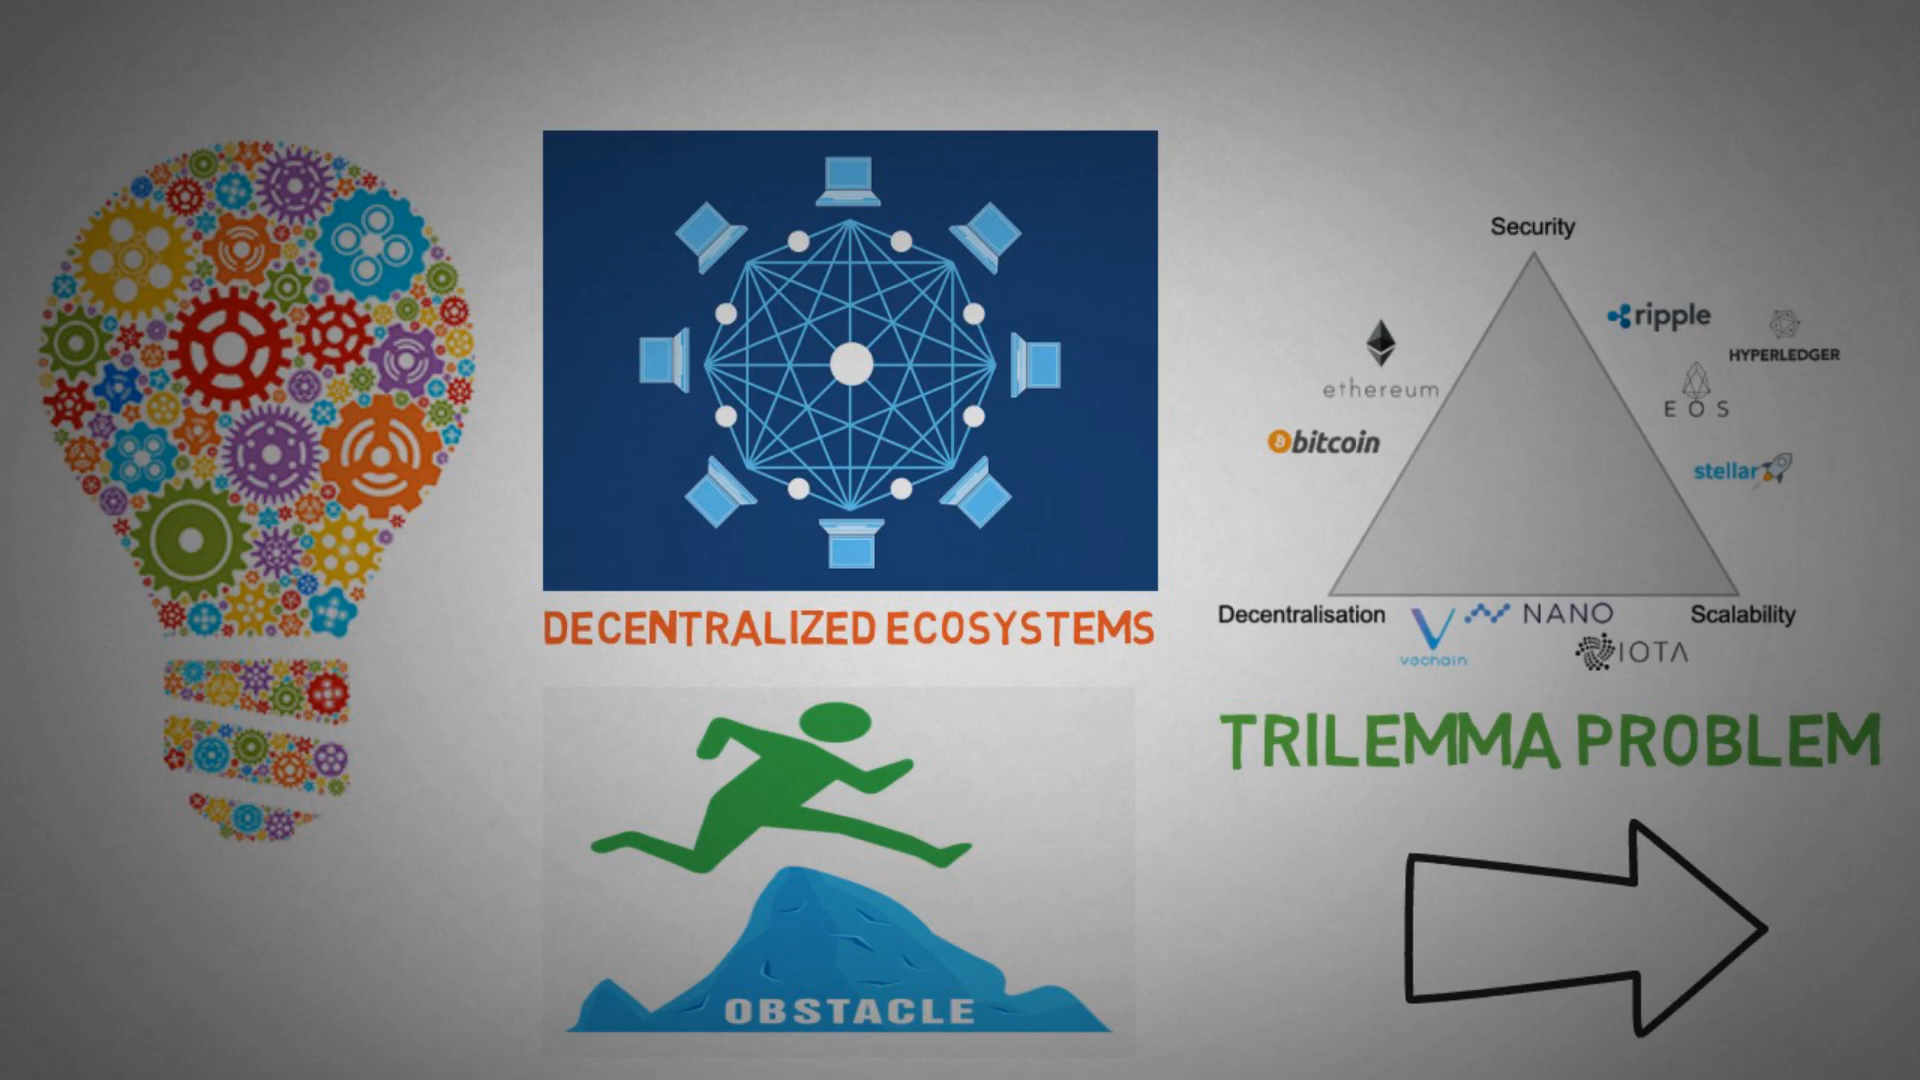 DECENTRALIZED ECOSYSTEMS
OBSTACLE
Security
ripple
HYPERLEDGER
ethereum
EOS
bitcoin
stellar
Decentralisation
Scalability
NANO
vechain
IOTA
TRILEMMA PROBLEM